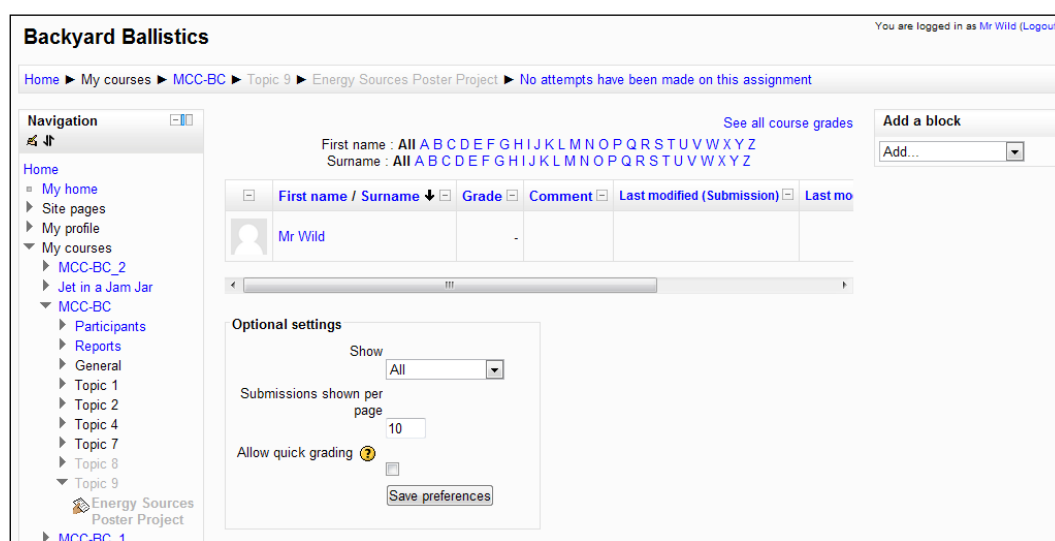 You are logged in as Mr Wild (Logout
Backyard Ballistics
Home ► My courses ► MCC-BC ► Topic 9 ► Energy Sources Poster Project ► No attempts have been made on this assignment
Navigation
Home
My home
Site pages
My profile
My courses
MCC-BC_2
Jet in a Jam Jar
MCC-BC
Participants
Reports
General
Topic 1
Topic 2
Topic 4
Topic 7
Topic 8
Topic 9
Energy Sources
Poster Project
MCC-BC_1
See all course grades
First name : All A B C D E F G H I J K L M N O P Q R S T U V W X Y Z
Surname : All A B C D E F G H I J K L M N O P Q R S T U V W X Y Z
First name / Surname Grade Comment Last modified (Submission) Last mo
Mr Wild -
Optional settings
Show
All
Submissions shown per
page
10
Allow quick grading
Save preferences
Add a block
Add...